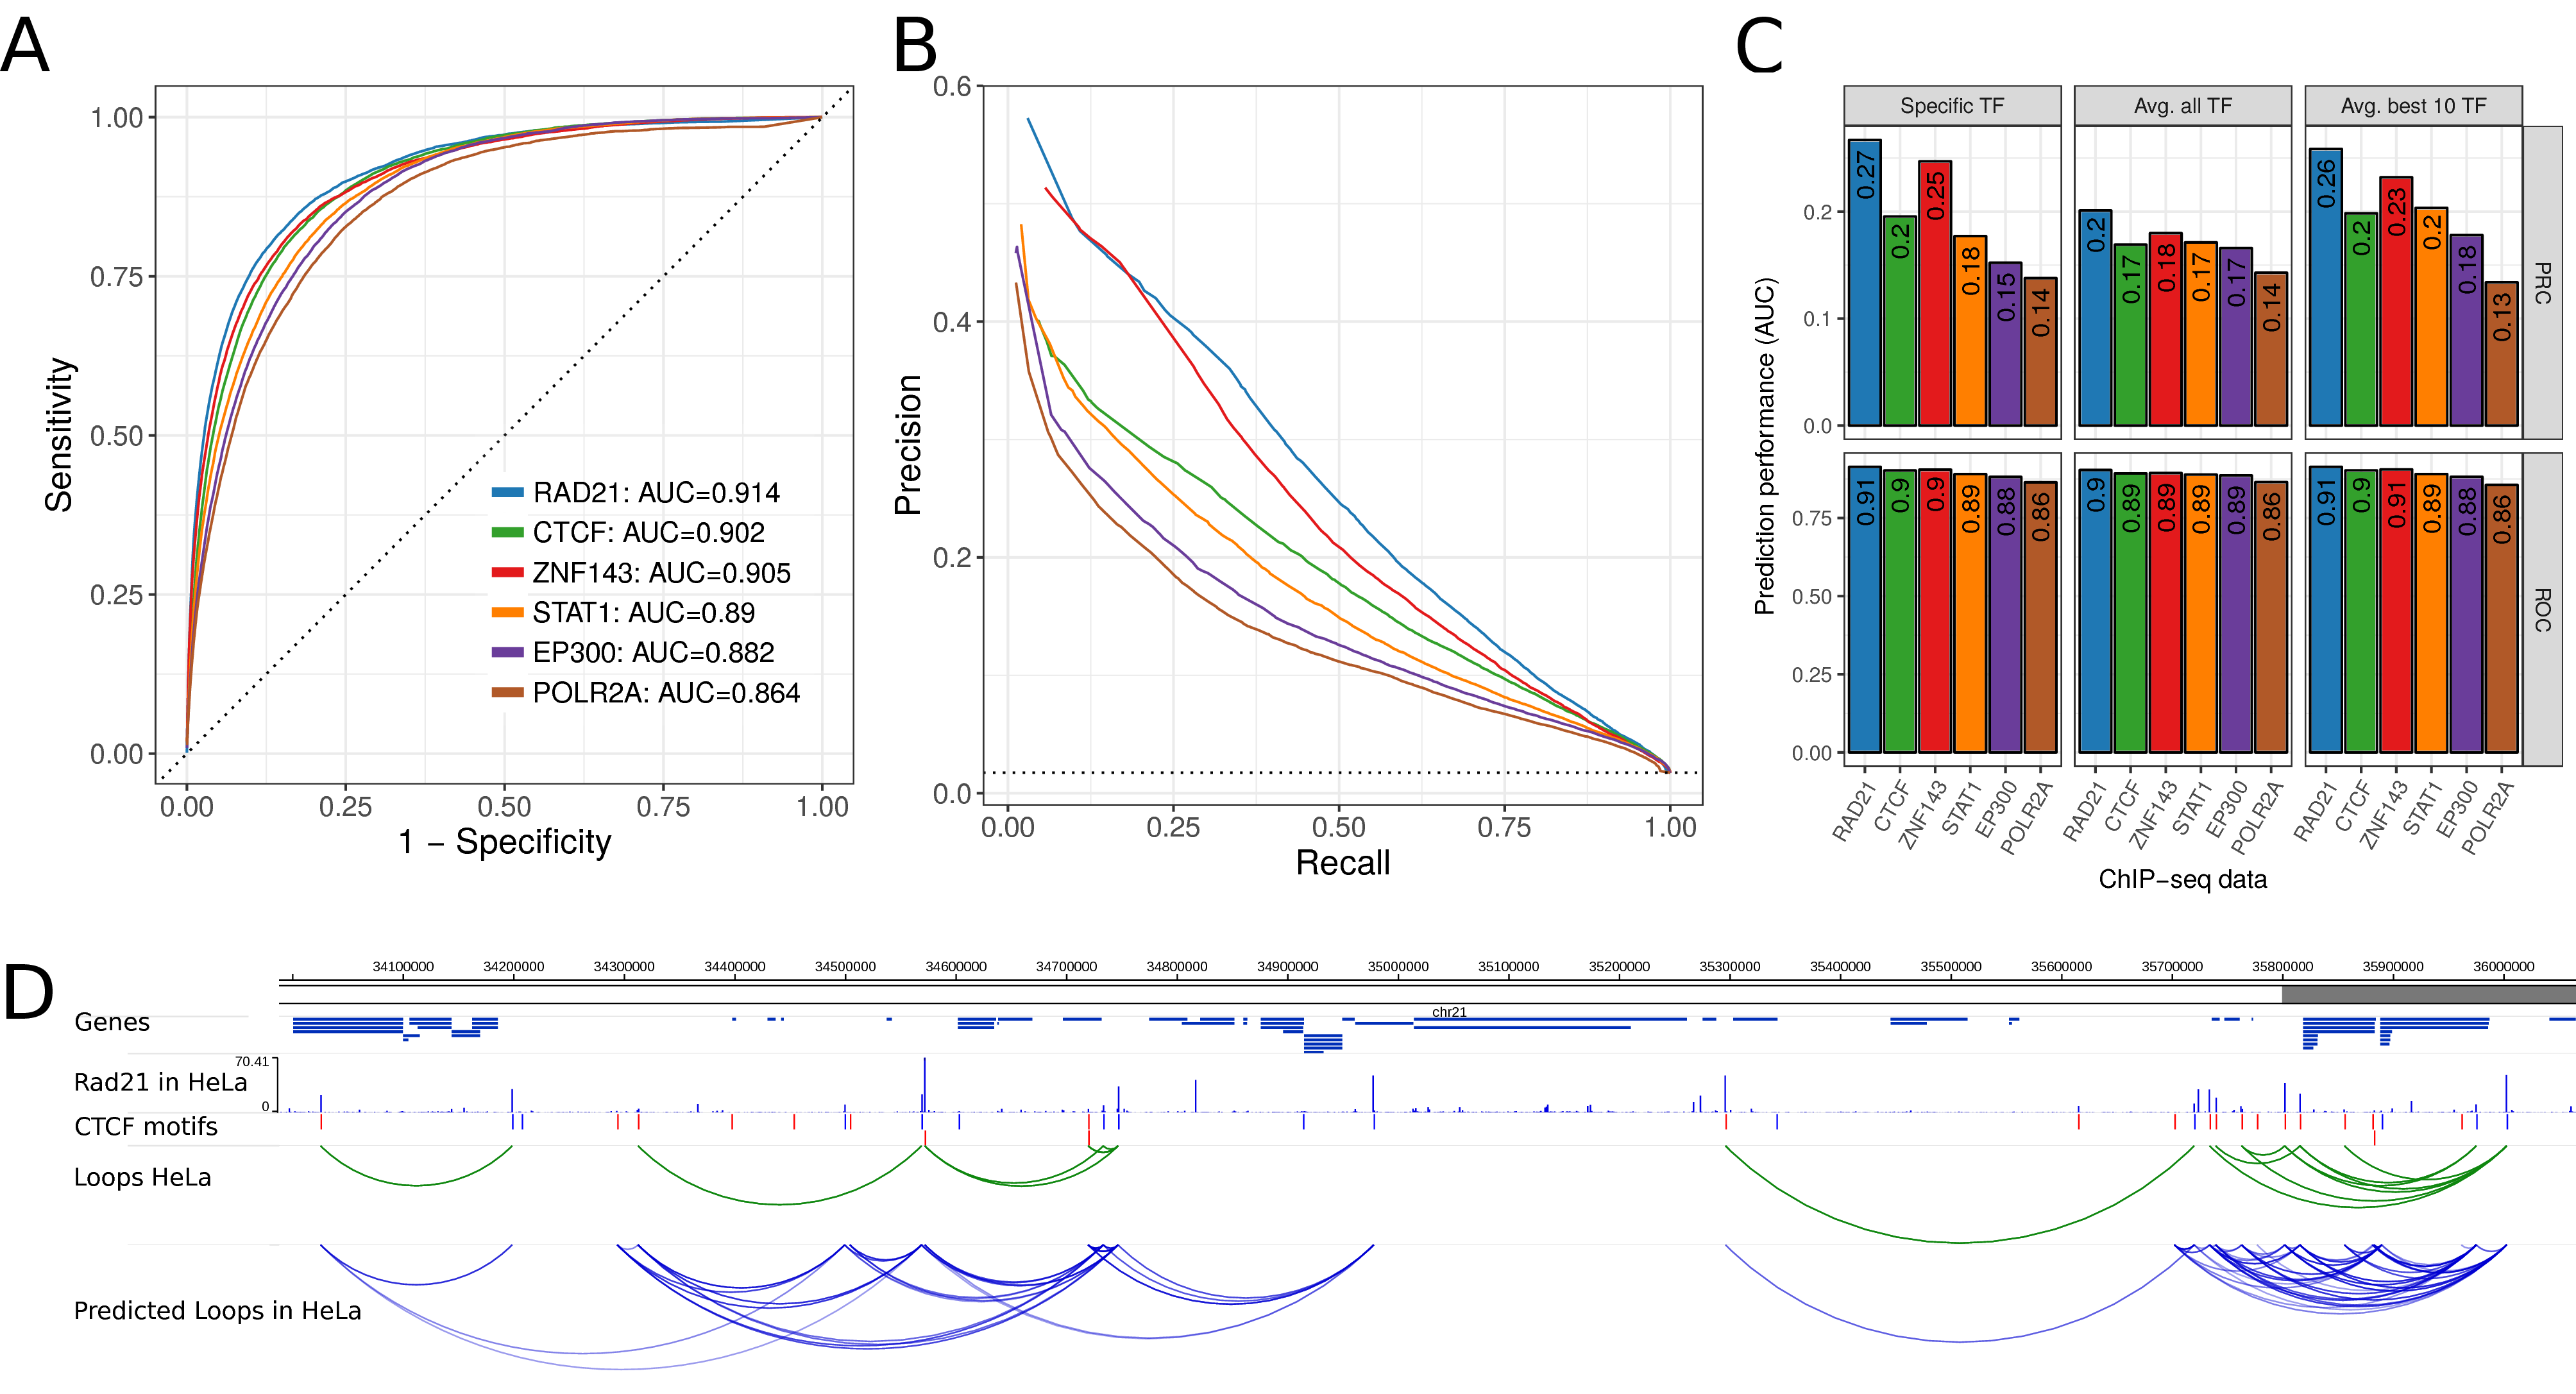 A
Sensitivity
1.00
0.75
0.50
0.25
0.00
RAD21: AUC=0.914
CTCF: AUC=0.902
ZNF143: AUC=0.905
STAT1: AUC=0.89
EP300: AUC=0.882
POLR2A: AUC=0.864
0.00 0.25 0.50 0.75 1.00
1 − Specificity
B
Precision
0.6
0.4
0.2
0.0
0.00 0.25 0.50 0.75 1.00
Recall
C
Prediction performance (AUC)
Specific TF Avg. all TF Avg. best 10 TF
0.2
0.1
0.0
0.27 0.2 0.25 0.18 0.15 0.14
0.2 0.17 0.18 0.17 0.17 0.14
0.26 0.2 0.23 0.2 0.18 0.13
PRC
0.75
0.50
0.25
0.00
0.91 0.9 0.9 0.89 0.88 0.86
0.9 0.89 0.89 0.89 0.89 0.86
0.91 0.9 0.91 0.89 0.88 0.86
ROC
RAD21 CTCF ZNF143 STAT1 EP300 POLR2A
RAD21 CTCF ZNF143 STAT1 EP300 POLR2A
RAD21 CTCF ZNF143 STAT1 EP300 POLR2A
ChIP−seq data
D
34100000 34200000 34300000 34400000 34500000 34600000 34700000 34800000 34900000 35000000 35100000 35200000 35300000 35400000 35500000 35600000 35700000 35800000 35900000 36000000
chr21
Genes
70.41
Rad21 in HeLa
0
CTCF motifs
Loops HeLa
Predicted Loops in HeLa